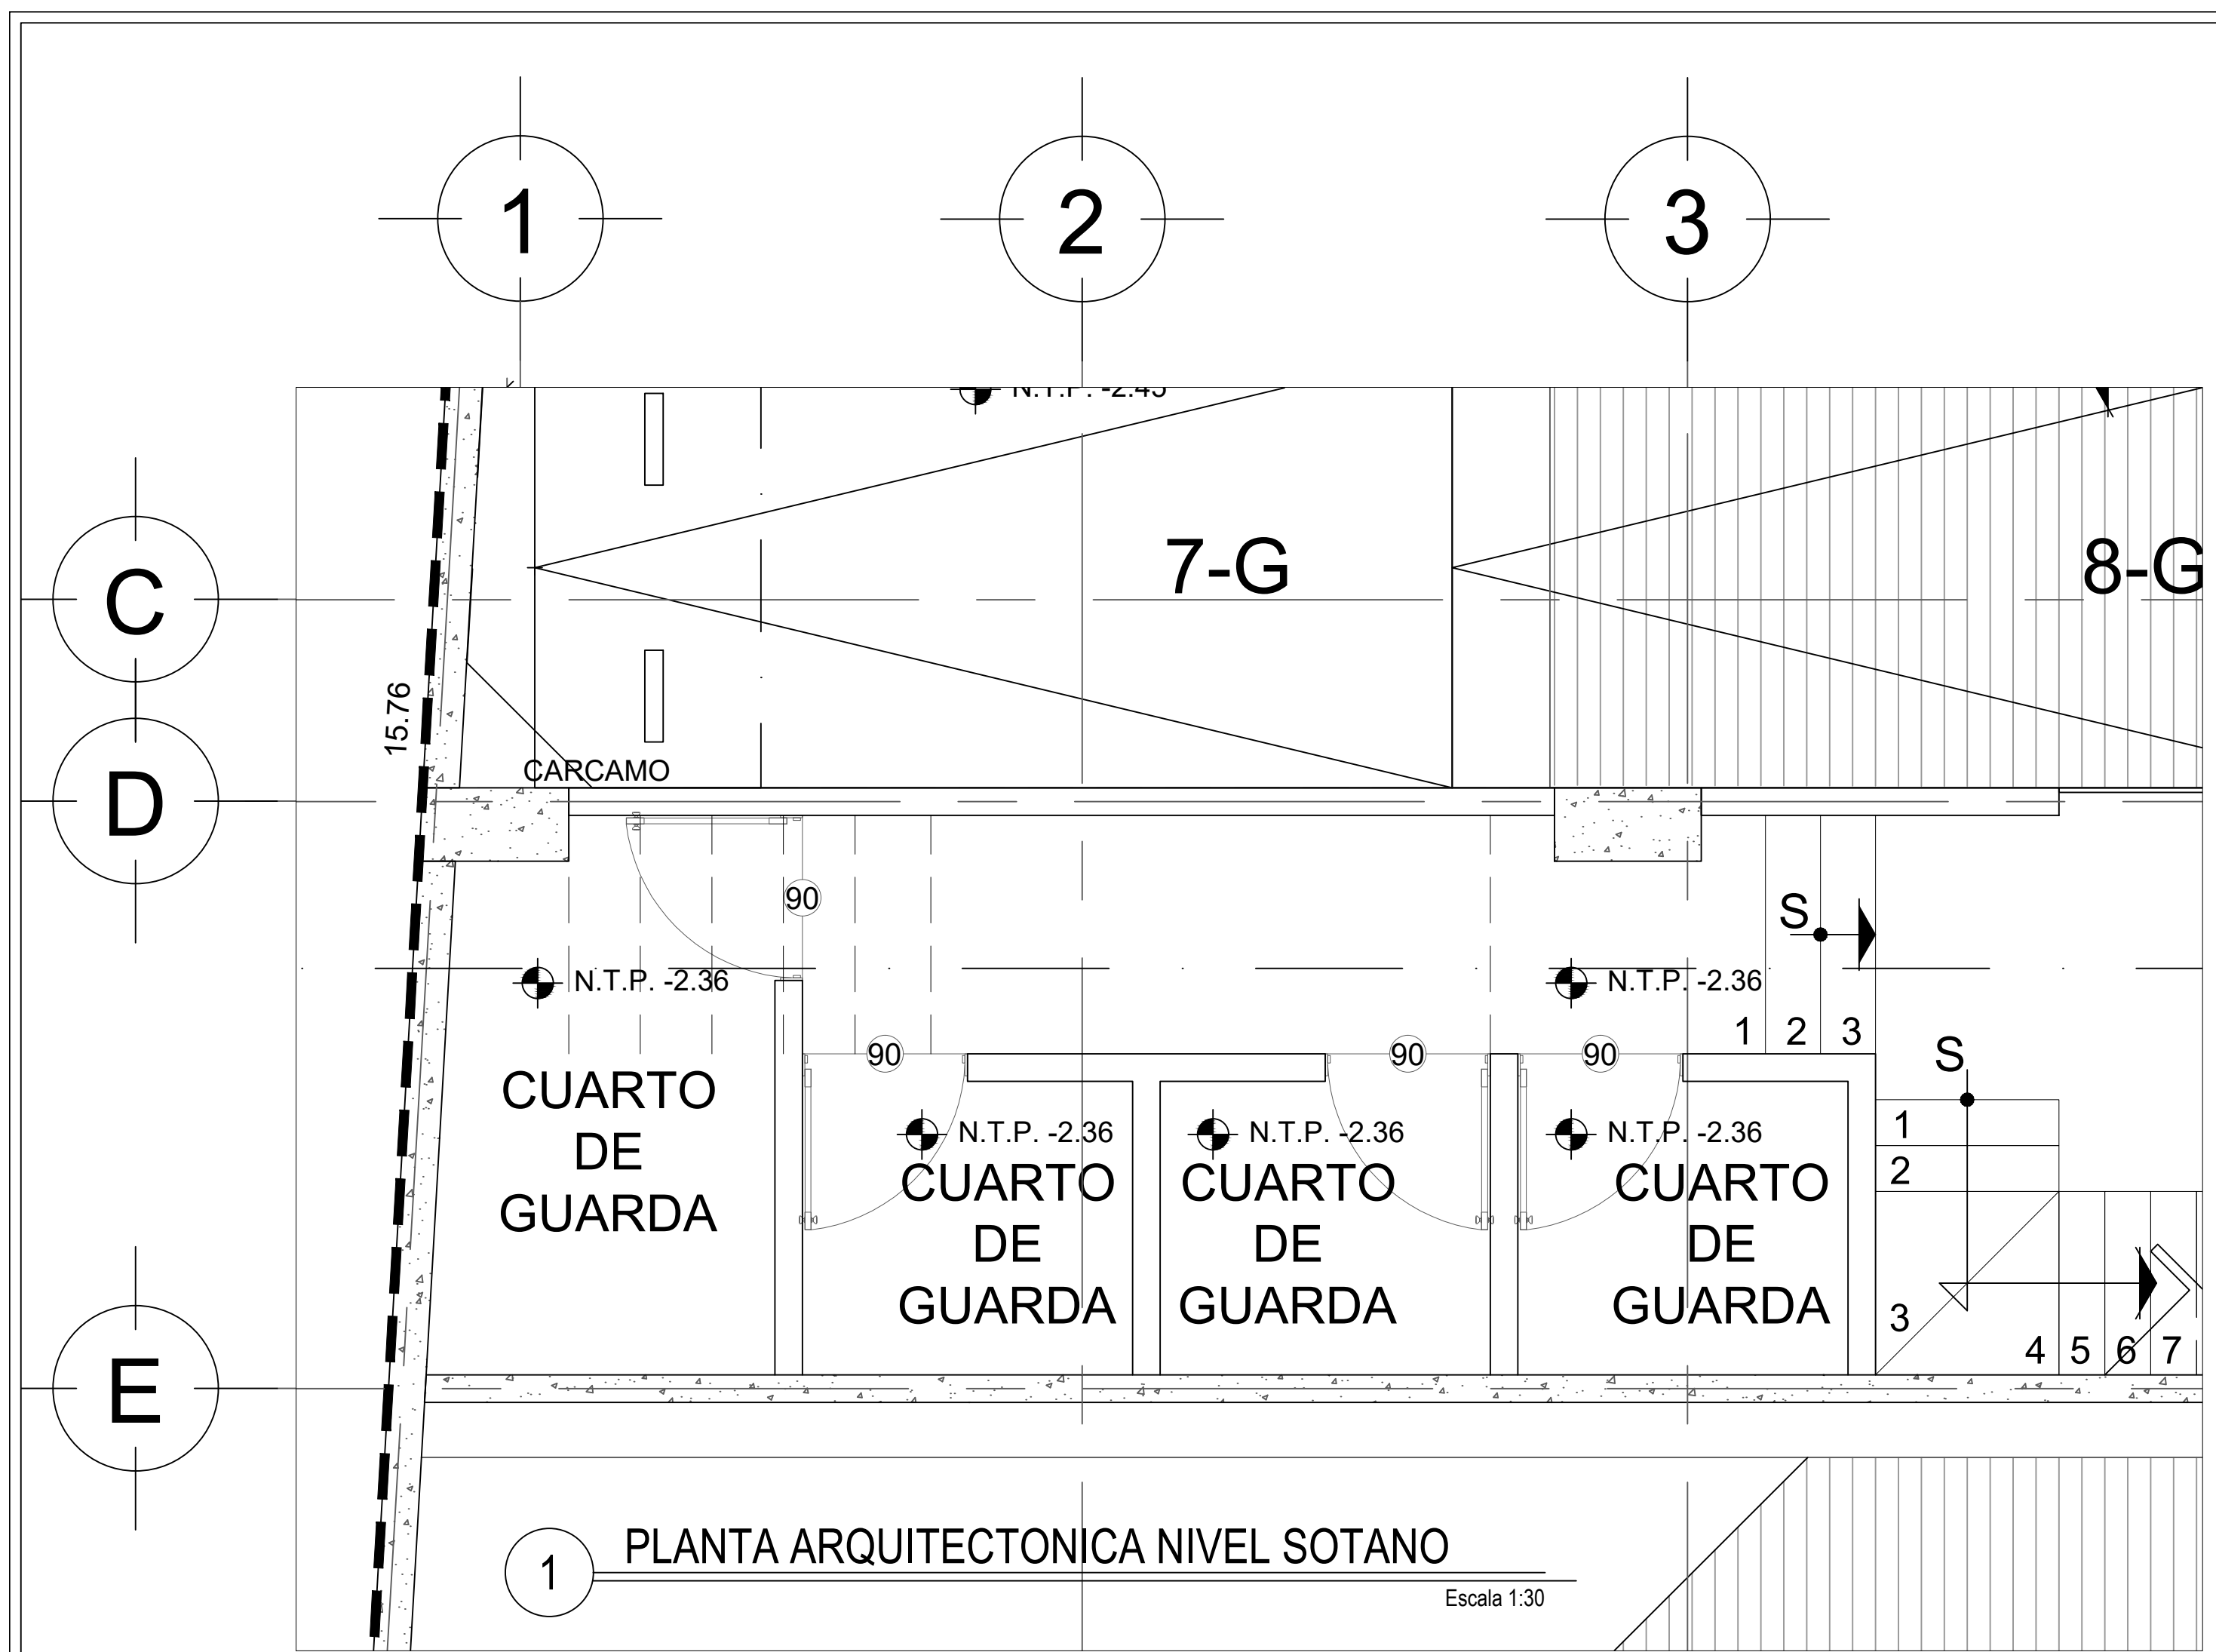 1
2
3
N.T.P. -2.45
7-G
8-G
C
15.76
D
CARCAMO
90
S
N.T.P. -2.36
N.T.P. -2.36
1 2 3
90
90
90
S
CUARTO
DE
GUARDA
N.T.P. -2.36
CUARTO
DE
GUARDA
N.T.P. -2.36
CUARTO
DE
GUARDA
N.T.P. -2.36
CUARTO
DE
GUARDA
1
2
3
4 5 6 7
E
1
PLANTA ARQUITECTONICA NIVEL SOTANO
Escala 1:30